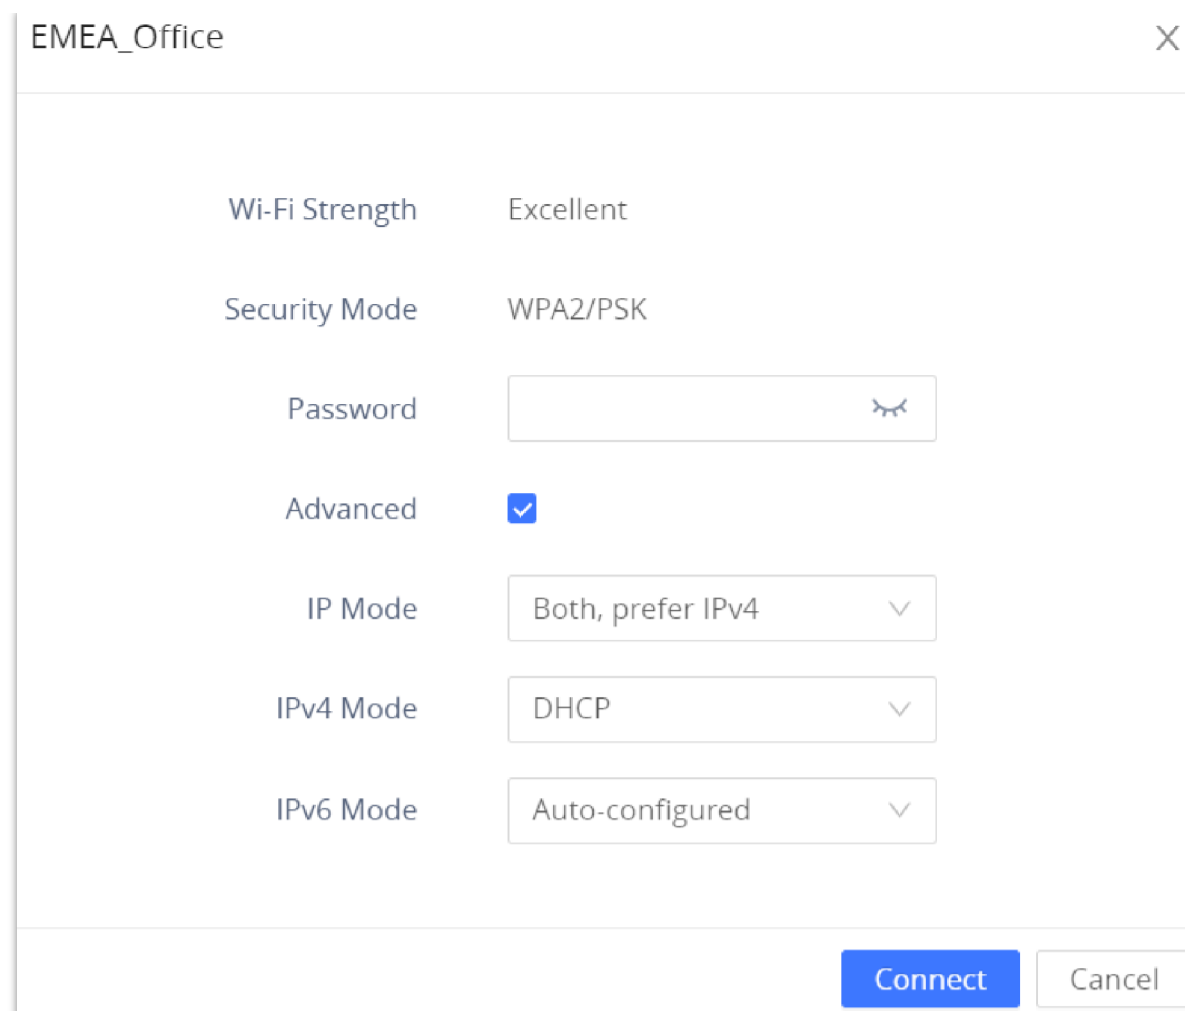 EMEA_Office
Wi-Fi Strength Excellent
Security Mode WPA2/PSK
Password
Advanced
IP Mode Both, prefer IPv4
IPv4 Mode DHCP
IPv6 Mode Auto-configured
Connect Cancel